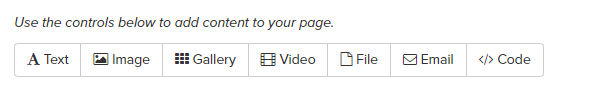 Use the controls below to add content to your page.
Text Image Gallery Video File Email </> Code